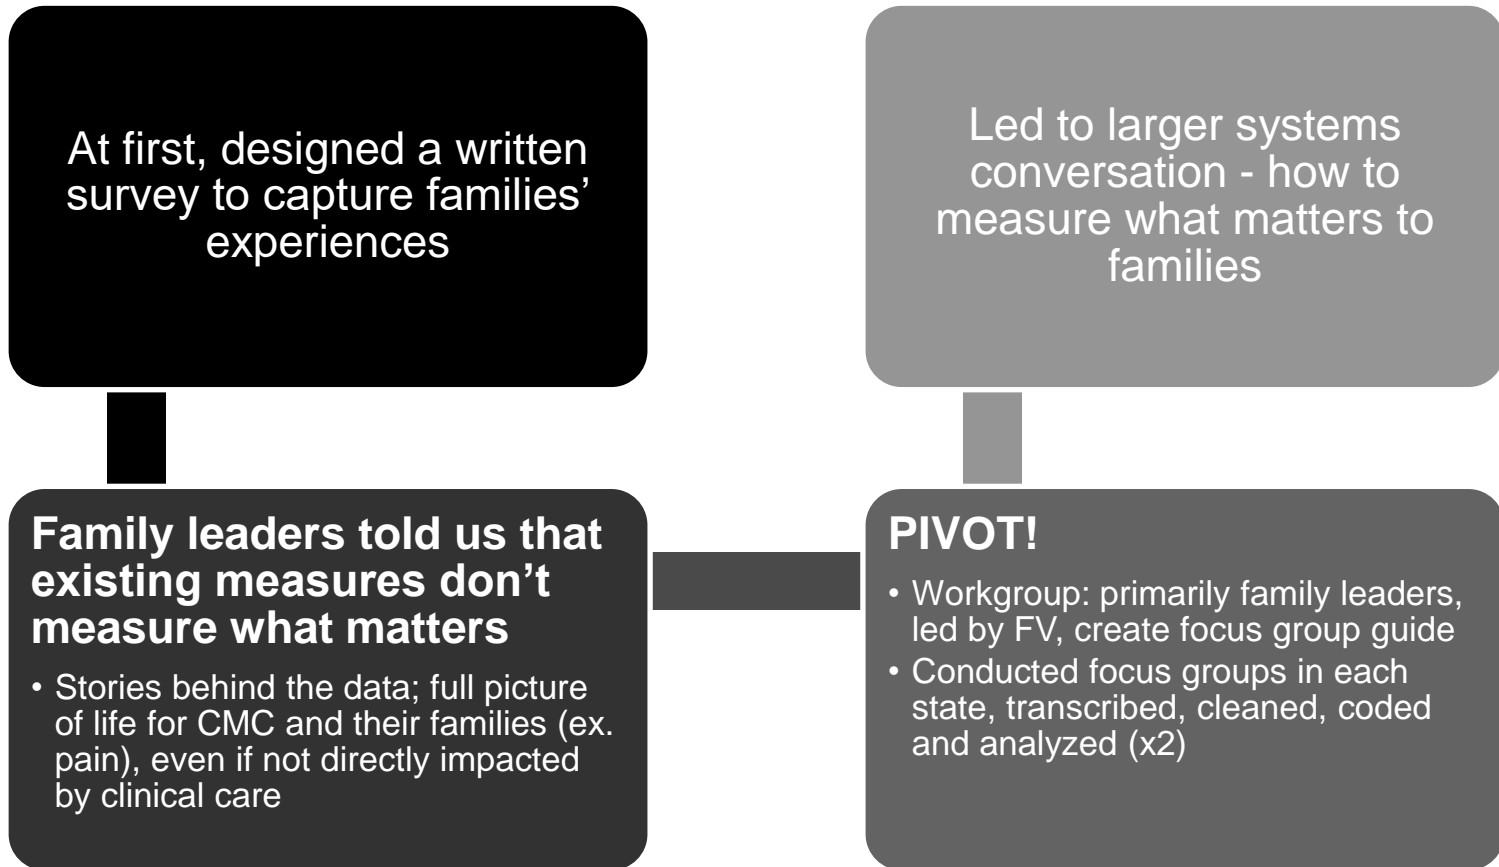 At first, designed a written
survey to capture families’
experiences
Family leaders told us that
existing measures don’t
measure what matters
• Stories behind the data; full picture
of life for CMC and their families (ex.
pain), even if not directly impacted
by clinical care
PIVOT!
• Workgroup: primarily family leaders,
led by FV, create focus group guide
• Conducted focus groups in each
state, transcribed, cleaned, coded
and analyzed (x2)
Led to larger systems
conversation - how to
measure what matters to
families